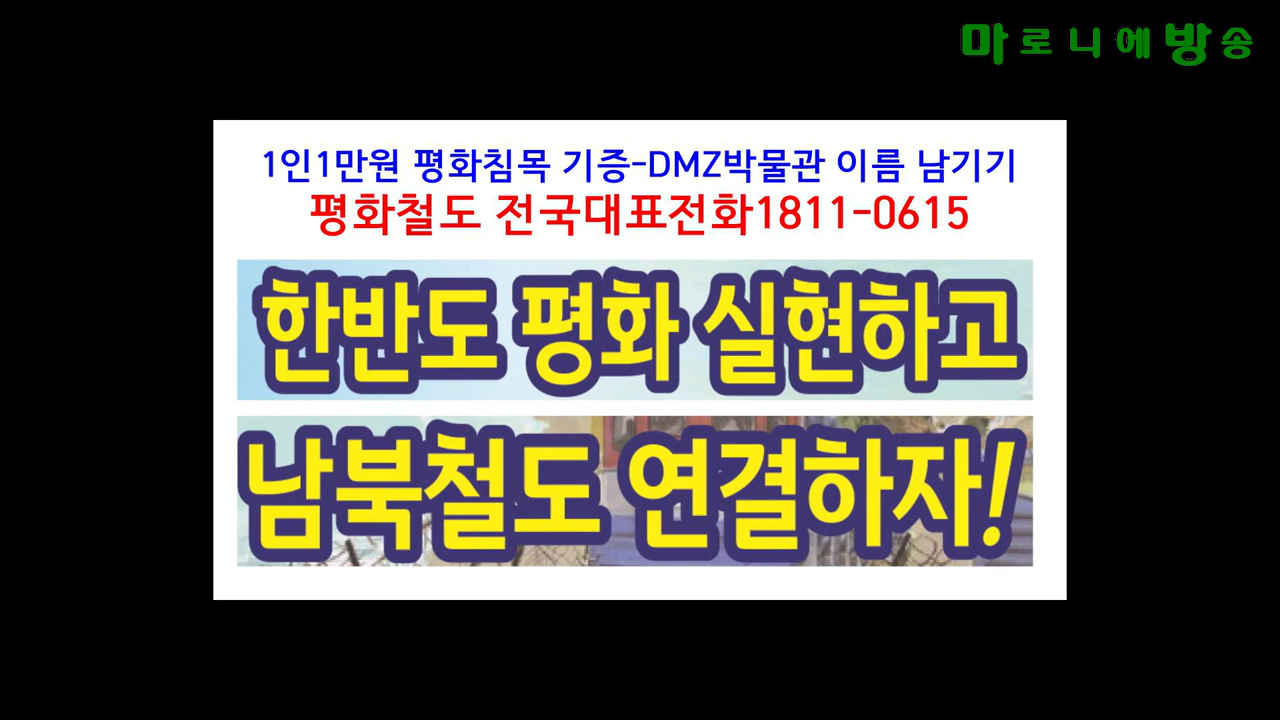 마로니에방송
1인1만원 평화침목 기증-DMZ박물관 이름 남기기
평화철도 전국대표전화1811-0615
한반도 평화 실현하고
남북철도 연결하자!